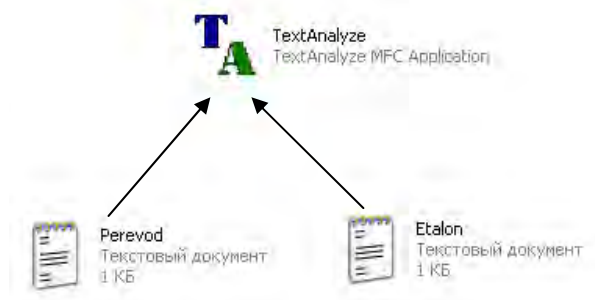 TA
TextAnalyze
TextAnalyze MFC Application
Perevod
Текстовый документ
1 КБ
Etalon
Текстовый документ
1 КБ